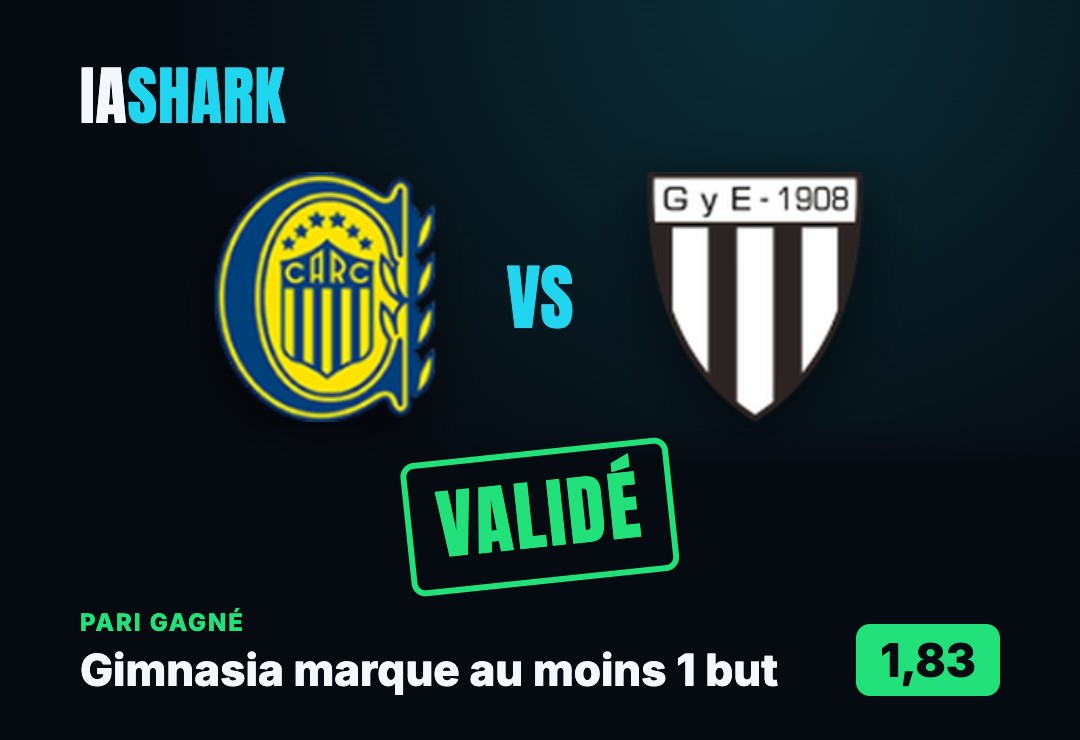 IASHARK
CARC
VS
G y E - 1908
VALIDÉ
PARI GAGNÉ
Gimnasia marque au moins 1 but
1,83